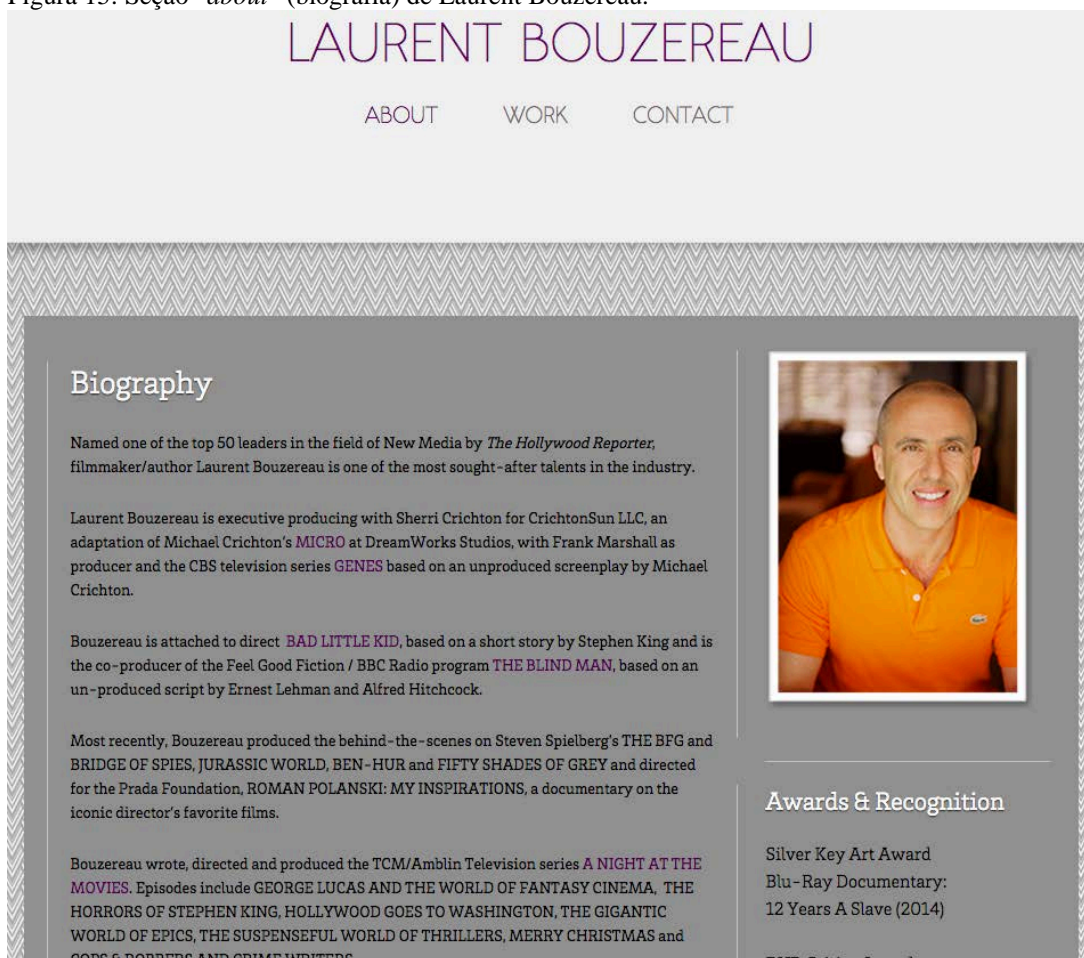 Figura 15: Seção "about" (biografia) de Laurent Bouzereau.
LAURENT BOUZEREAU
ABOUT WORK CONTACT
Biography
Named one of the top 50 leaders in the field of New Media by The Hollywood Reporter,
filmmaker/author Laurent Bouzereau is one of the most sought-after talents in the industry.
Laurent Bouzereau is executive producing with Sherri Crichton for CrichtonSun LLC, an
adaptation of Michael Crichton's MICRO at DreamWorks Studios, with Frank Marshall as
producer and the CBS television series GENES based on an unproduced screenplay by Michael
Crichton.
Bouzereau is attached to direct BAD LITTLE KID, based on a short story by Stephen King and is
the co-producer of the Feel Good Fiction / BBC Radio program THE BLIND MAN, based on an
un-produced script by Ernest Lehman and Alfred Hitchcock.
Most recently, Bouzereau produced the behind-the-scenes on Steven Spielberg's THE BFG and
BRIDGE OF SPIES, JURASSIC WORLD, BEN-HUR and FIFTY SHADES OF GREY and directed
for the Prada Foundation, ROMAN POLANSKI: MY INSPIRATIONS, a documentary on the
iconic director's favorite films.
Bouzereau wrote, directed and produced the TCM/Amblin Television series A NIGHT AT THE
MOVIES. Episodes include GEORGE LUCAS AND THE WORLD OF FANTASY CINEMA, THE
HORRORS OF STEPHEN KING, HOLLYWOOD GOES TO WASHINGTON, THE GIGANTIC
WORLD OF EPICS, THE SUSPENSEFUL WORLD OF THRILLERS, MERRY CHRISTMAS and
COPS & ROBBERS AND CRIME WRITERS
Awards & Recognition
Silver Key Art Award
Blu-Ray Documentary:
12 Years A Slave (2014)